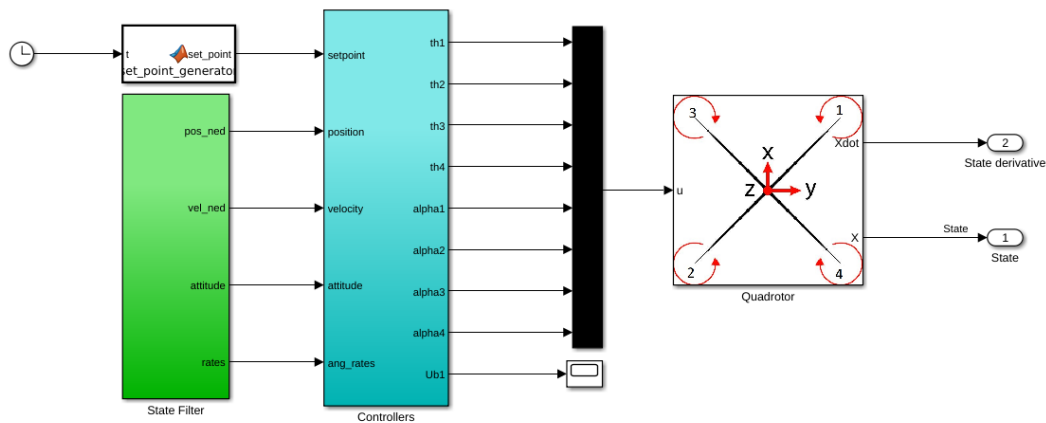 t
set_point
set_point_generator
setpoint
position
velocity
attitude
ang_rates
pos_ned
vel_ned
attitude
rates
State Filter
th1
th2
th3
th4
alpha1
alpha2
alpha3
alpha4
Ub1
Controllers
u
3
1
x
z
y
2
4
Xdot
X
Quadrotor
2
State derivative
State
1
State